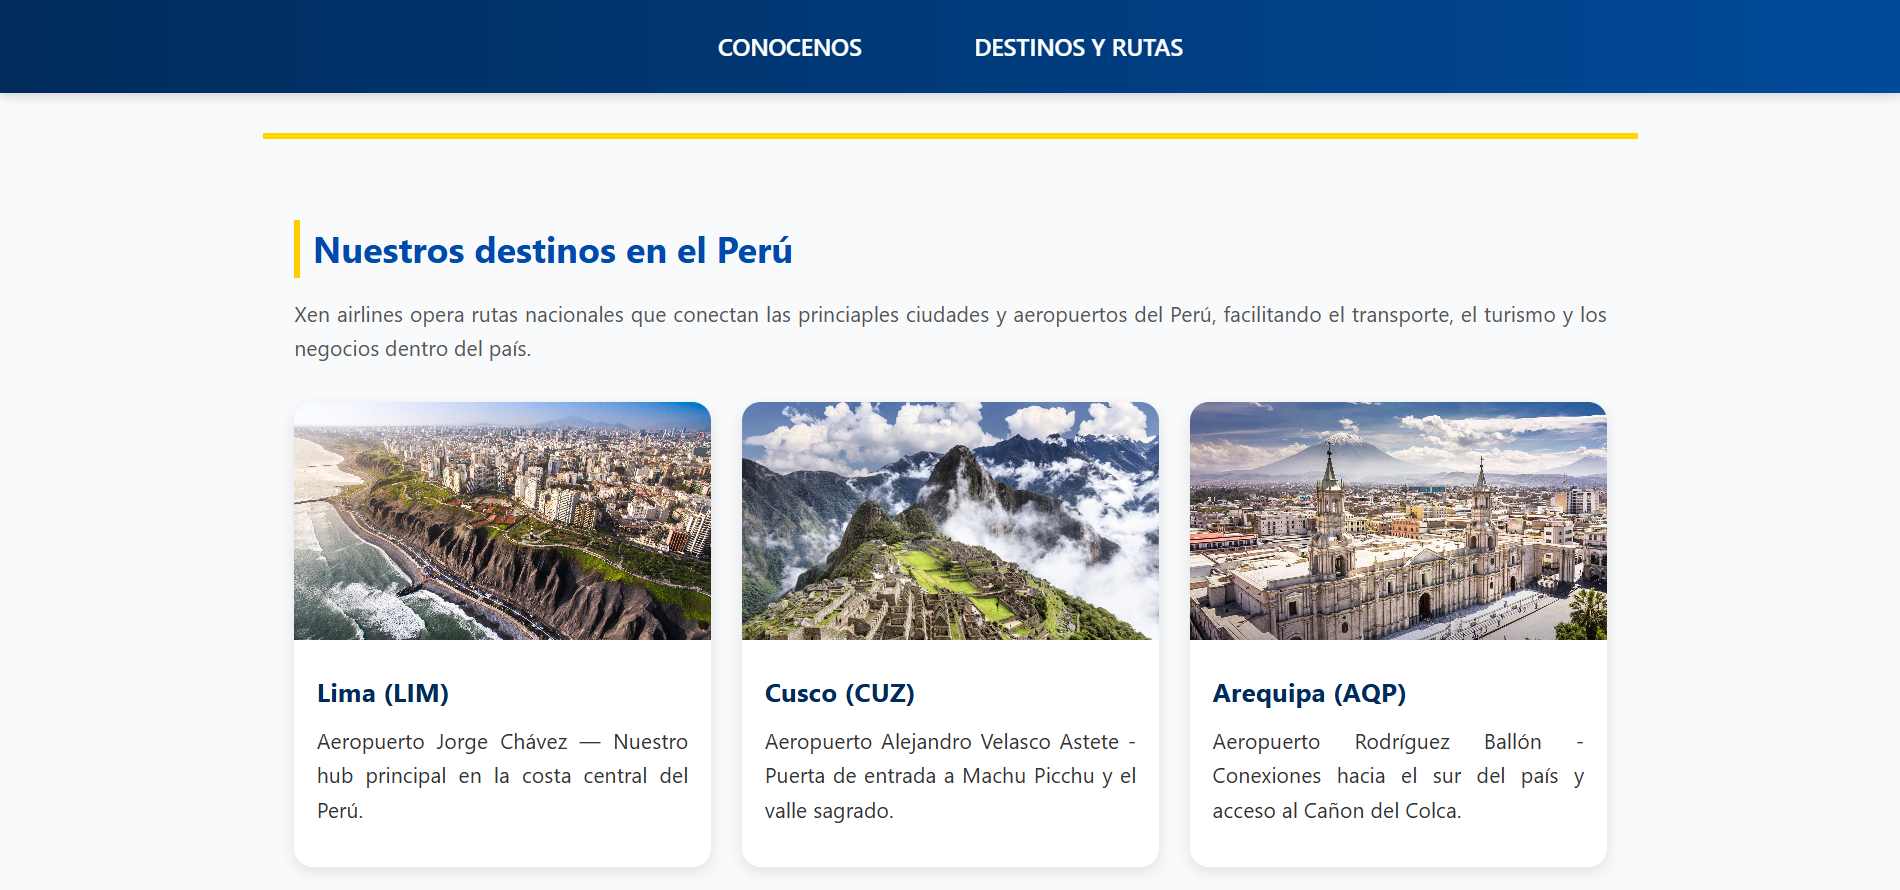 CONOCENOS
DESTINOS Y RUTAS
Nuestros destinos en el Perú
Xen airlines opera rutas nacionales que conectan las princiaples ciudades y aeropuertos del Perú, facilitando el transporte, el turismo y los
negocios dentro del país.
Lima (LIM)
Aeropuerto Jorge Chávez — Nuestro
hub principal en la costa central del
Perú.
Cusco (CUZ)
Aeropuerto Alejandro Velasco Astete -
Puerta de entrada a Machu Picchu y el
valle sagrado.
Arequipa (AQP)
Aeropuerto Rodríguez Ballón -
Conexiones hacia el sur del país y
acceso al Cañon del Colca.